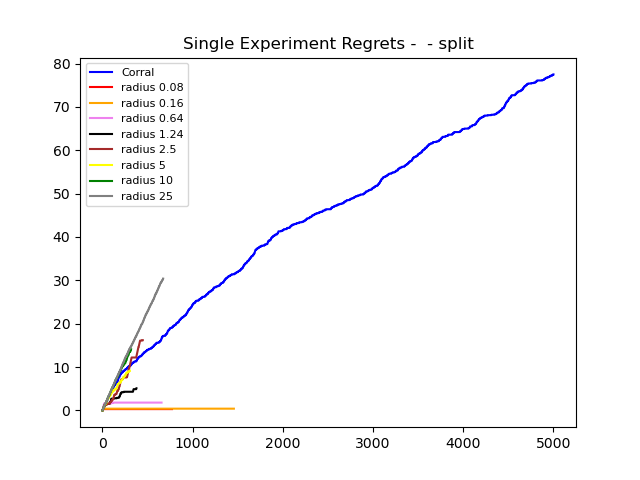 Single Experiment Regrets -  - split
80
70
60
50
40
30
20
10
0
Corral
radius 0.08
radius 0.16
radius 0.64
radius 1.24
radius 2.5
radius 5
radius 10
radius 25
0 1000 2000 3000 4000 5000